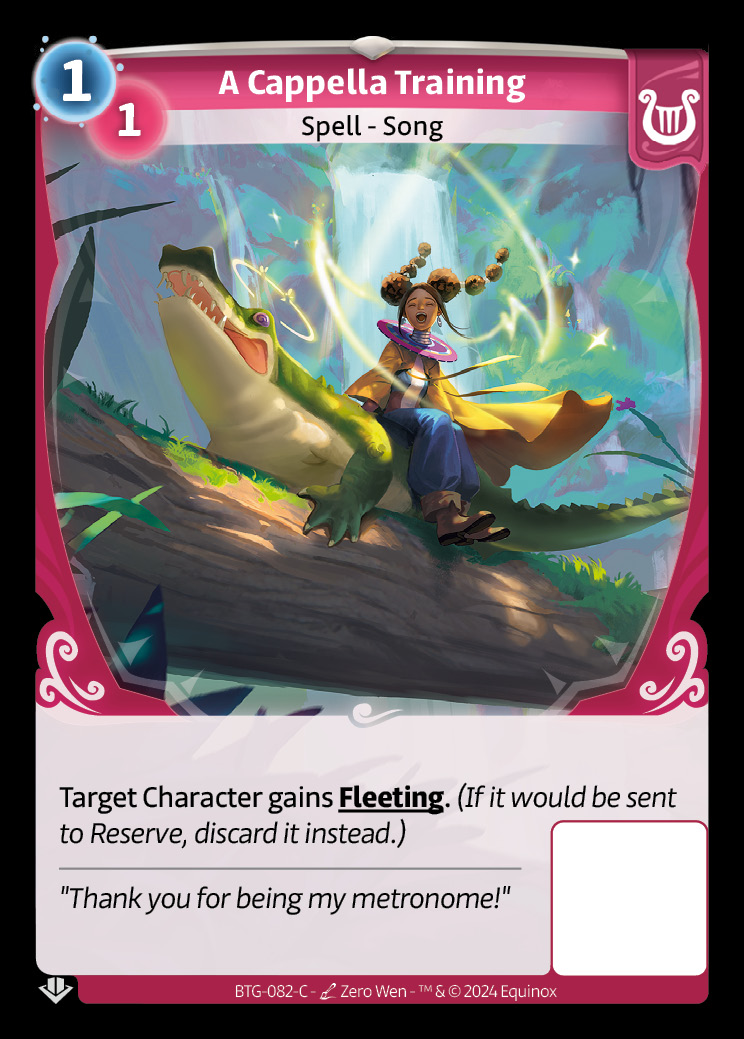 1
A Cappella Training
1
Spell - Song
Target Character gains Fleeting. (If it would be sent
to Reserve, discard it instead.)
"Thank you for being my metronome!"
BTG-082-C - Zero Wen - ™ & © 2024 Equinox